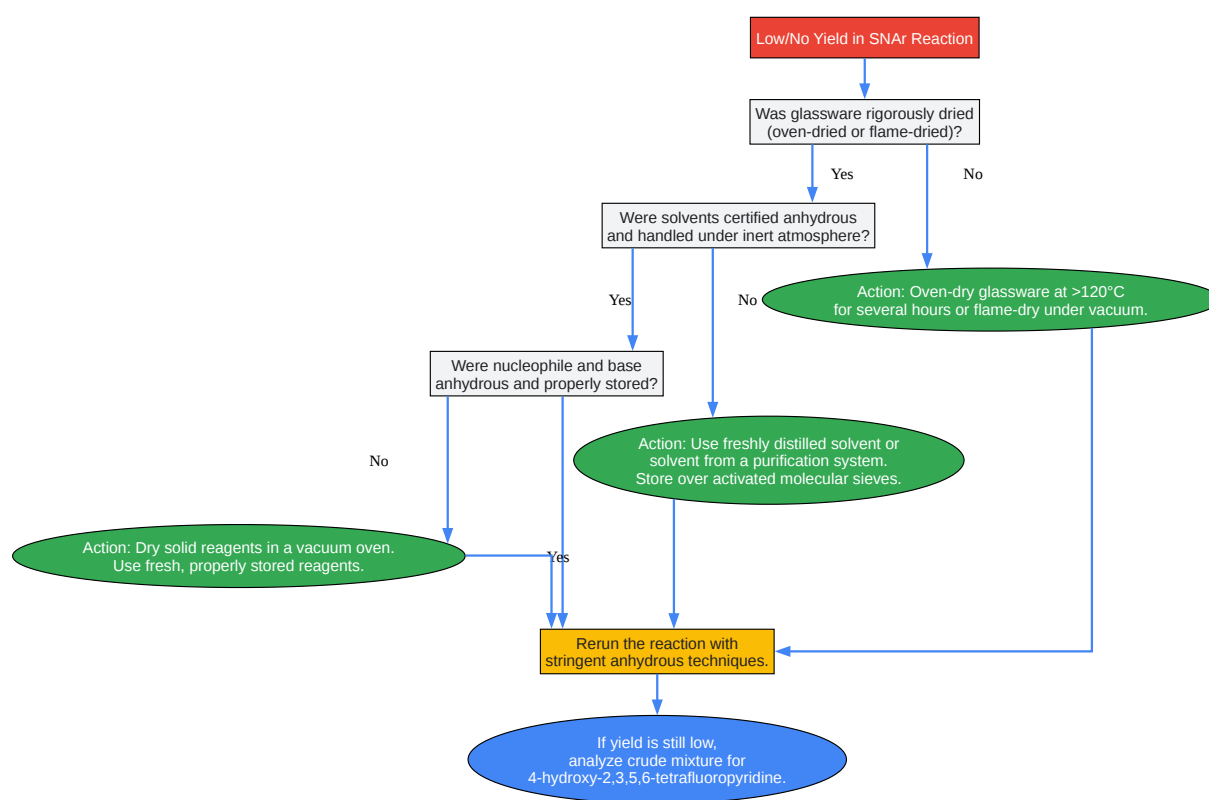 Low/No Yield in SNAr Reaction
Was glassware rigorously dried
(oven-dried or flame-dried)?
Yes
No
Were solvents certified anhydrous
and handled under inert atmosphere?
Yes
No
Action: Oven-dry glassware at >120°C
for several hours or flame-dry under vacuum.
Were nucleophile and base
anhydrous and properly stored?
No
Action: Use freshly distilled solvent or
solvent from a purification system.
Store over activated molecular sieves.
Action: Dry solid reagents in a vacuum oven.
Use fresh, properly stored reagents.
Yes
Rerun the reaction with
stringent anhydrous techniques.
If yield is still low,
analyze crude mixture for
4-hydroxy-2,3,5,6-tetrafluoropyridine.